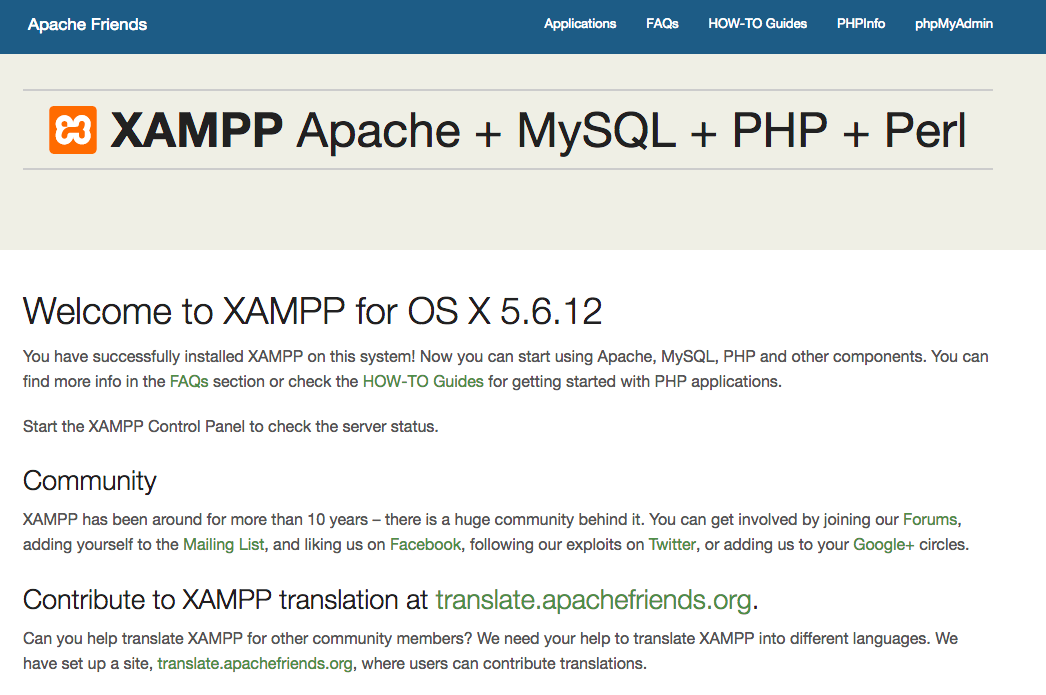 Apache Friends
Applications FAQs HOW-TO Guides PHPInfo phpMyAdmin
XAMPP Apache + MySQL + PHP + Perl
Welcome to XAMPP for OS X 5.6.12
You have successfully installed XAMPP on this system! Now you can start using Apache, MySQL, PHP and other components. You can
find more info in the FAQs section or check the HOW-TO Guides for getting started with PHP applications.
Start the XAMPP Control Panel to check the server status.
Community
XAMPP has been around for more than 10 years – there is a huge community behind it. You can get involved by joining our Forums,
adding yourself to the Mailing List, and liking us on Facebook, following our exploits on Twitter, or adding us to your Google+ circles.
Contribute to XAMPP translation at translate.apachefriends.org.
Can you help translate XAMPP for other community members? We need your help to translate XAMPP into different languages. We
have set up a site, translate.apachefriends.org, where users can contribute translations.